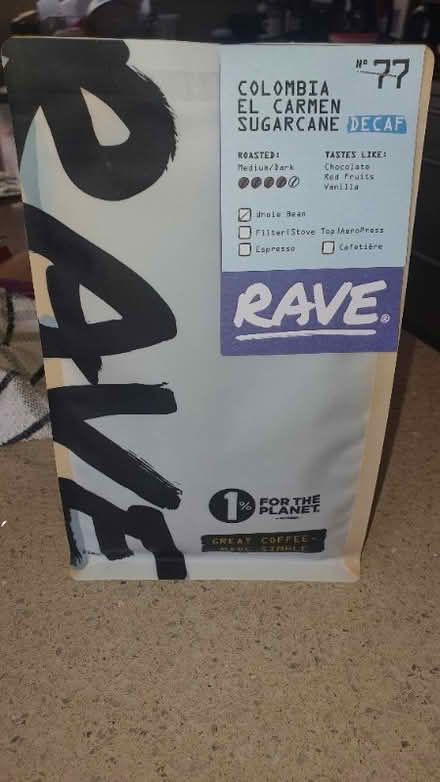 RAVE
Nº 77
COLOMBIA
EL CARMEN
SUGARCANE DECAF
ROASTED:
Medium/Dark
TASTES LIKE:
Chocolate
Red Fruits
Vanilla
Whole Bean
Filter|Stove Top|AeroPress
Espresso
Cafetière
RAVE®
1% FOR THE
PLANET
GREAT COFFEE-
MADE SIMPLE